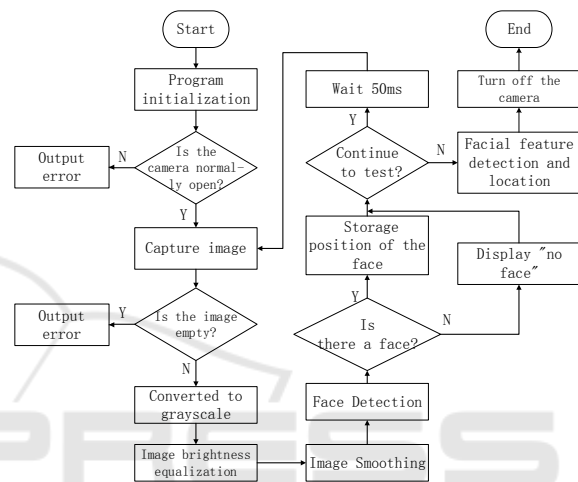 Start
Program
initialization
Is the
camera normal-
ly open?
N
Output
error
Y
Capture image
Is the image
empty?
Y
Output
error
N
Converted to
grayscale
Image brightness
equalization
Image Smoothing
Face Detection
Is
there a face?
Y
N
Storage
position of the
face
Display "no
face"
Continue
to test?
Y
N
Wait 50ms
Facial feature
detection and
location
Turn off the
camera
End
PRESS